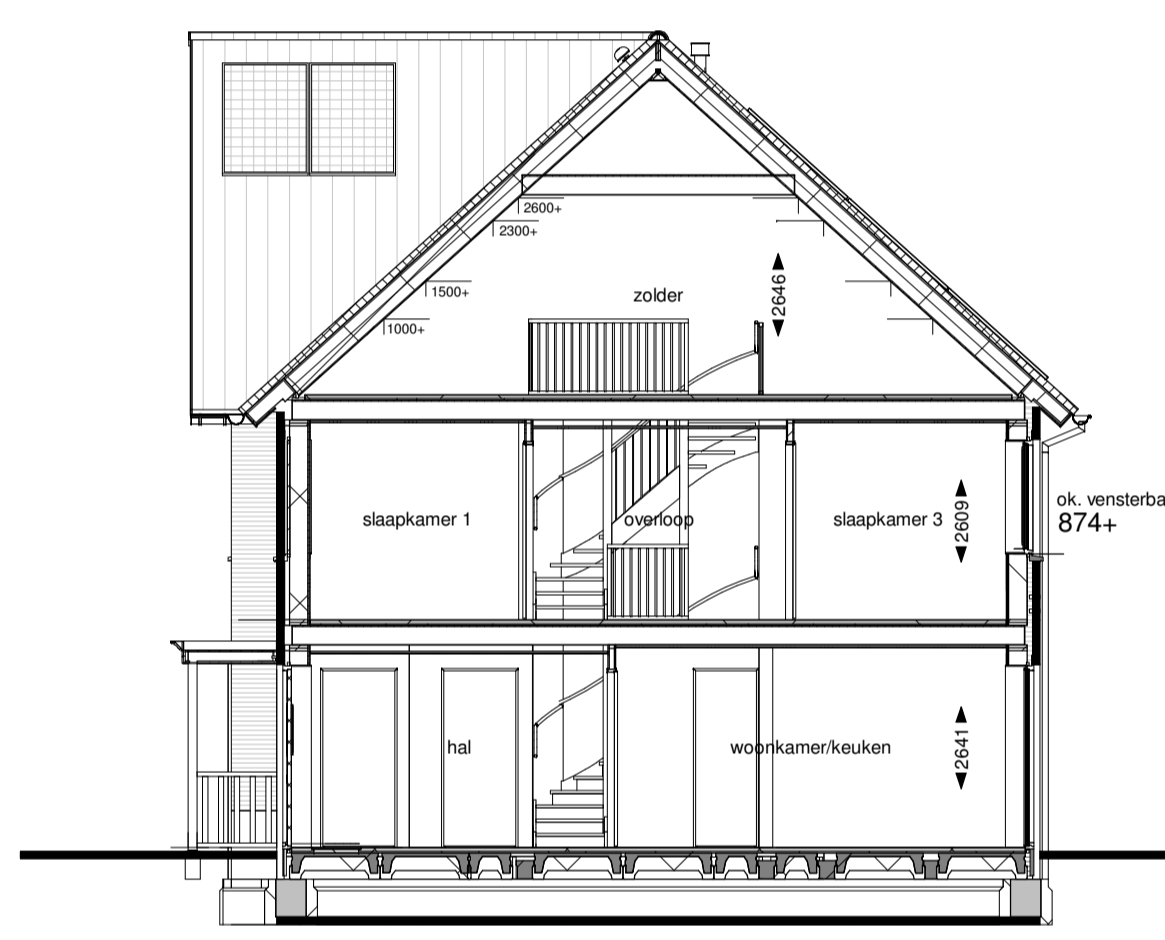 2600+
2300+
1500+
1000+
zolder
2646
slaapkamer 1
overloop
slaapkamer 3
2609
ok. vensterba
874+
hal
woonkamer/keuken
2641